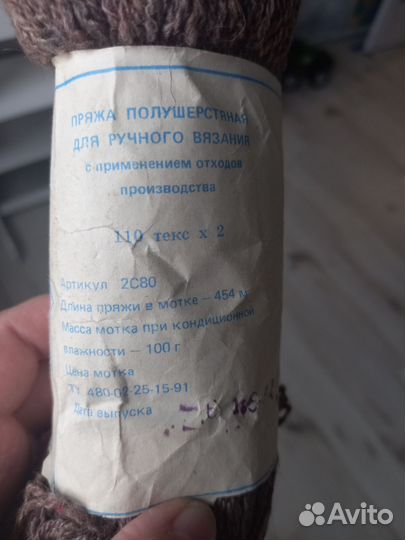 ПРЯЖА ПОЛУШЕРСТЯНАЯ
ДЛЯ РУЧНОГО ВЯЗАНИЯ
с применением отходов
производства
110 текс х 2
Артикул 2С80
Длина пряжи в мотке — 454 м
Масса мотка при кондиционной
влажности — 100 г
Цена мотка
ТУ 480-02-25-15-91
Дата выпуска
Avito